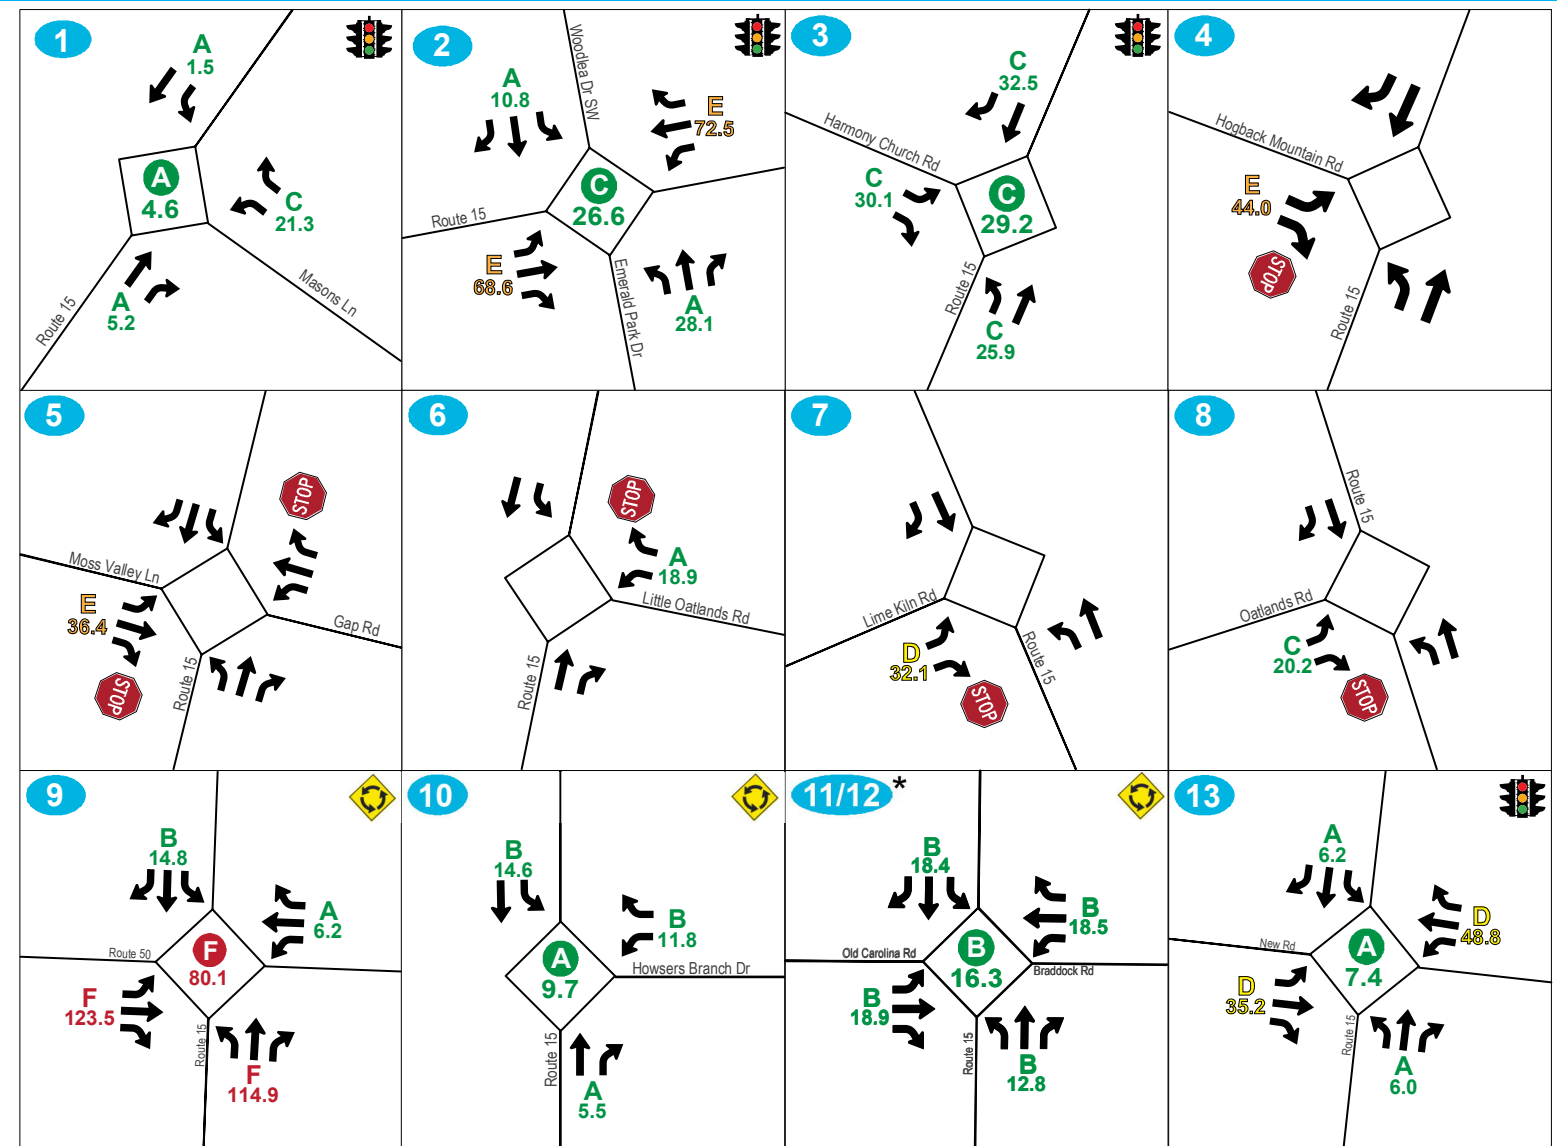 1
A
1.5
A
4.6
C
21.3
A
5.2
Route 15
Masons Ln
2
Woodlea Dr SW
A
10.8
E
72.5
C
26.6
Route 15
E
68.6
Emerald Park Dr
A
28.1
3
C
32.5
Harmony Church Rd
C
30.1
C
29.2
Route 15
C
25.9
4
Hogback Mountain Rd
E
44.0
STOP
Route 15
5
STOP
Moss Valley Ln
E
36.4
Gap Rd
STOP
Route 15
6
STOP
A
18.9
Little Oatlands Rd
Route 15
7
Lime Kiln Rd
D
32.1
STOP
Route 15
8
Route 15
Oatlands Rd
C
20.2
STOP
9
B
14.8
A
6.2
Route 50
F
80.1
F
123.5
Route 15
F
114.9
10
B
14.6
B
11.8
A
9.7
Howsers Branch Dr
Route 15
A
5.5
11/12 *
B
18.4
B
18.5
Old Carolina Rd
B
16.3
Braddock Rd
B
18.9
Route 15
B
12.8
13
A
6.2
D
48.8
New Rd
A
7.4
D
35.2
Route 15
A
6.0